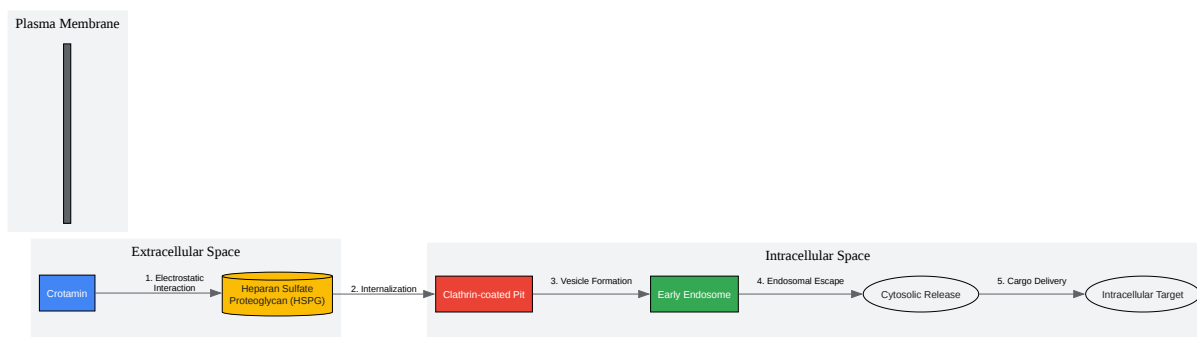 Plasma Membrane
Extracellular Space
Intracellular Space
Crotamin
1. Electrostatic
Interaction
Heparan Sulfate
Proteoglycan (HSPG)
2. Internalization
Clathrin-coated Pit
3. Vesicle Formation
Early Endosome
4. Endosomal Escape
Cytosolic Release
5. Cargo Delivery
Intracellular Target